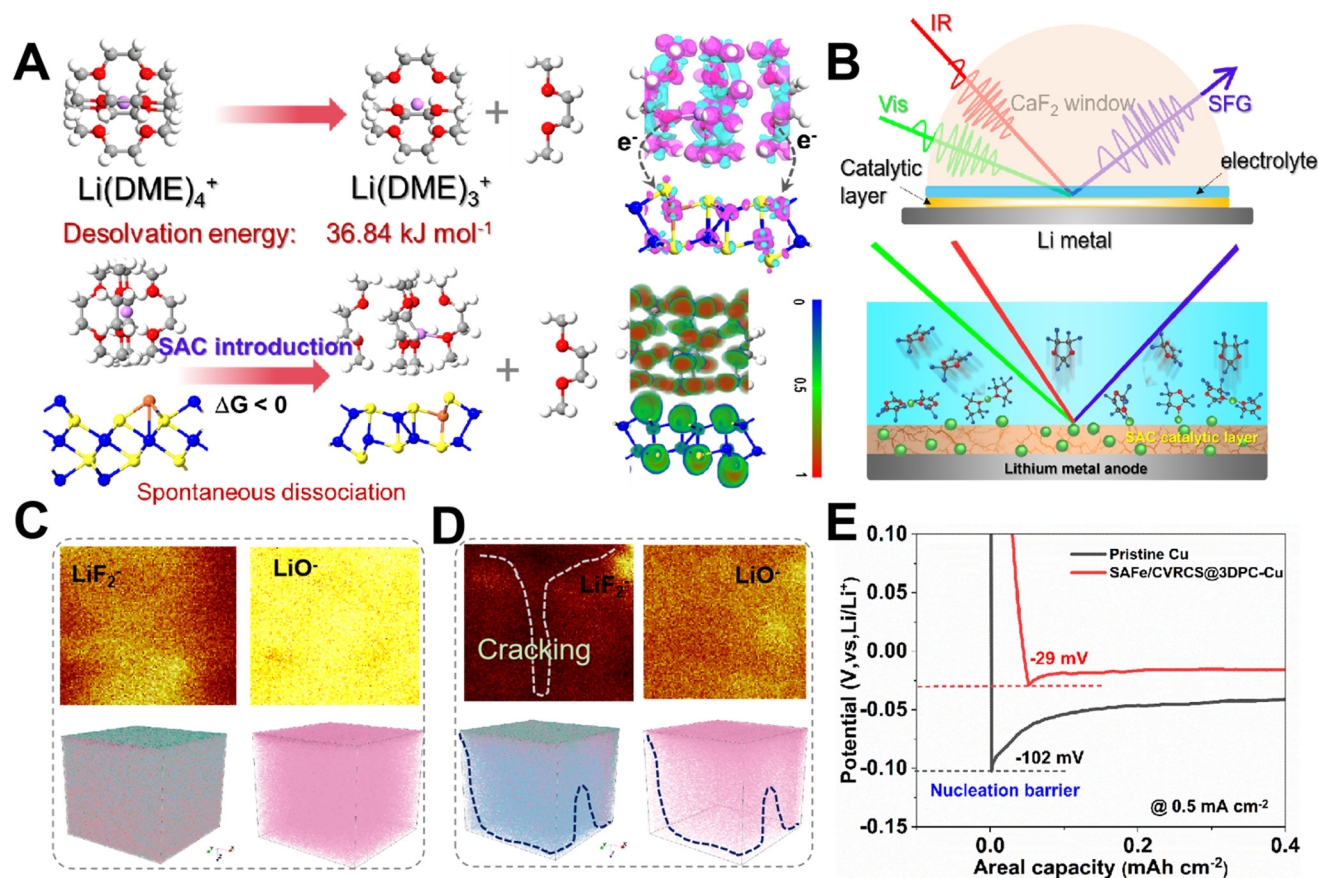 A
Li(DME)₄⁺
Li(DME)₃⁺
+
Desolvation energy: 36.84 kJ mol⁻¹
SAC introduction
ΔG < 0
+
Spontaneous dissociation
e⁻
e⁻
0
0.5
1
B
IR
Vis
CaF₂ window
SFG
Catalytic
layer
electrolyte
Li metal
SAC catalytic layer
Lithium metal anode
C
LiF₂⁻
LiO⁻
D
LiF₂⁻
Cracking
LiO⁻
E
Potential (V,vs,Li/Li⁺)
0.10
0.05
0.00
-0.05
-0.10
-0.15
Pristine Cu
SAFe/CVRCS@3DPC-Cu
-29 mV
-102 mV
Nucleation barrier
@ 0.5 mA cm⁻²
0.0
0.2
0.4
Areal capacity (mAh cm⁻²)